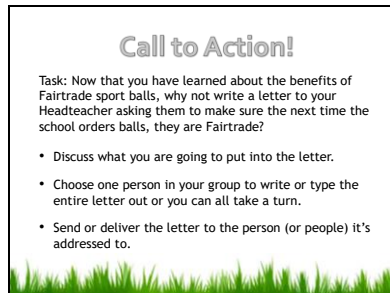 Call to Action!
Task: Now that you have learned about the benefits of
Fairtrade sport balls, why not write a letter to your
Headteacher asking them to make sure the next time the
school orders balls, they are Fairtrade?
• Discuss what you are going to put into the letter.
• Choose one person in your group to write or type the
entire letter out or you can all take a turn.
• Send or deliver the letter to the person (or people) it’s
addressed to.